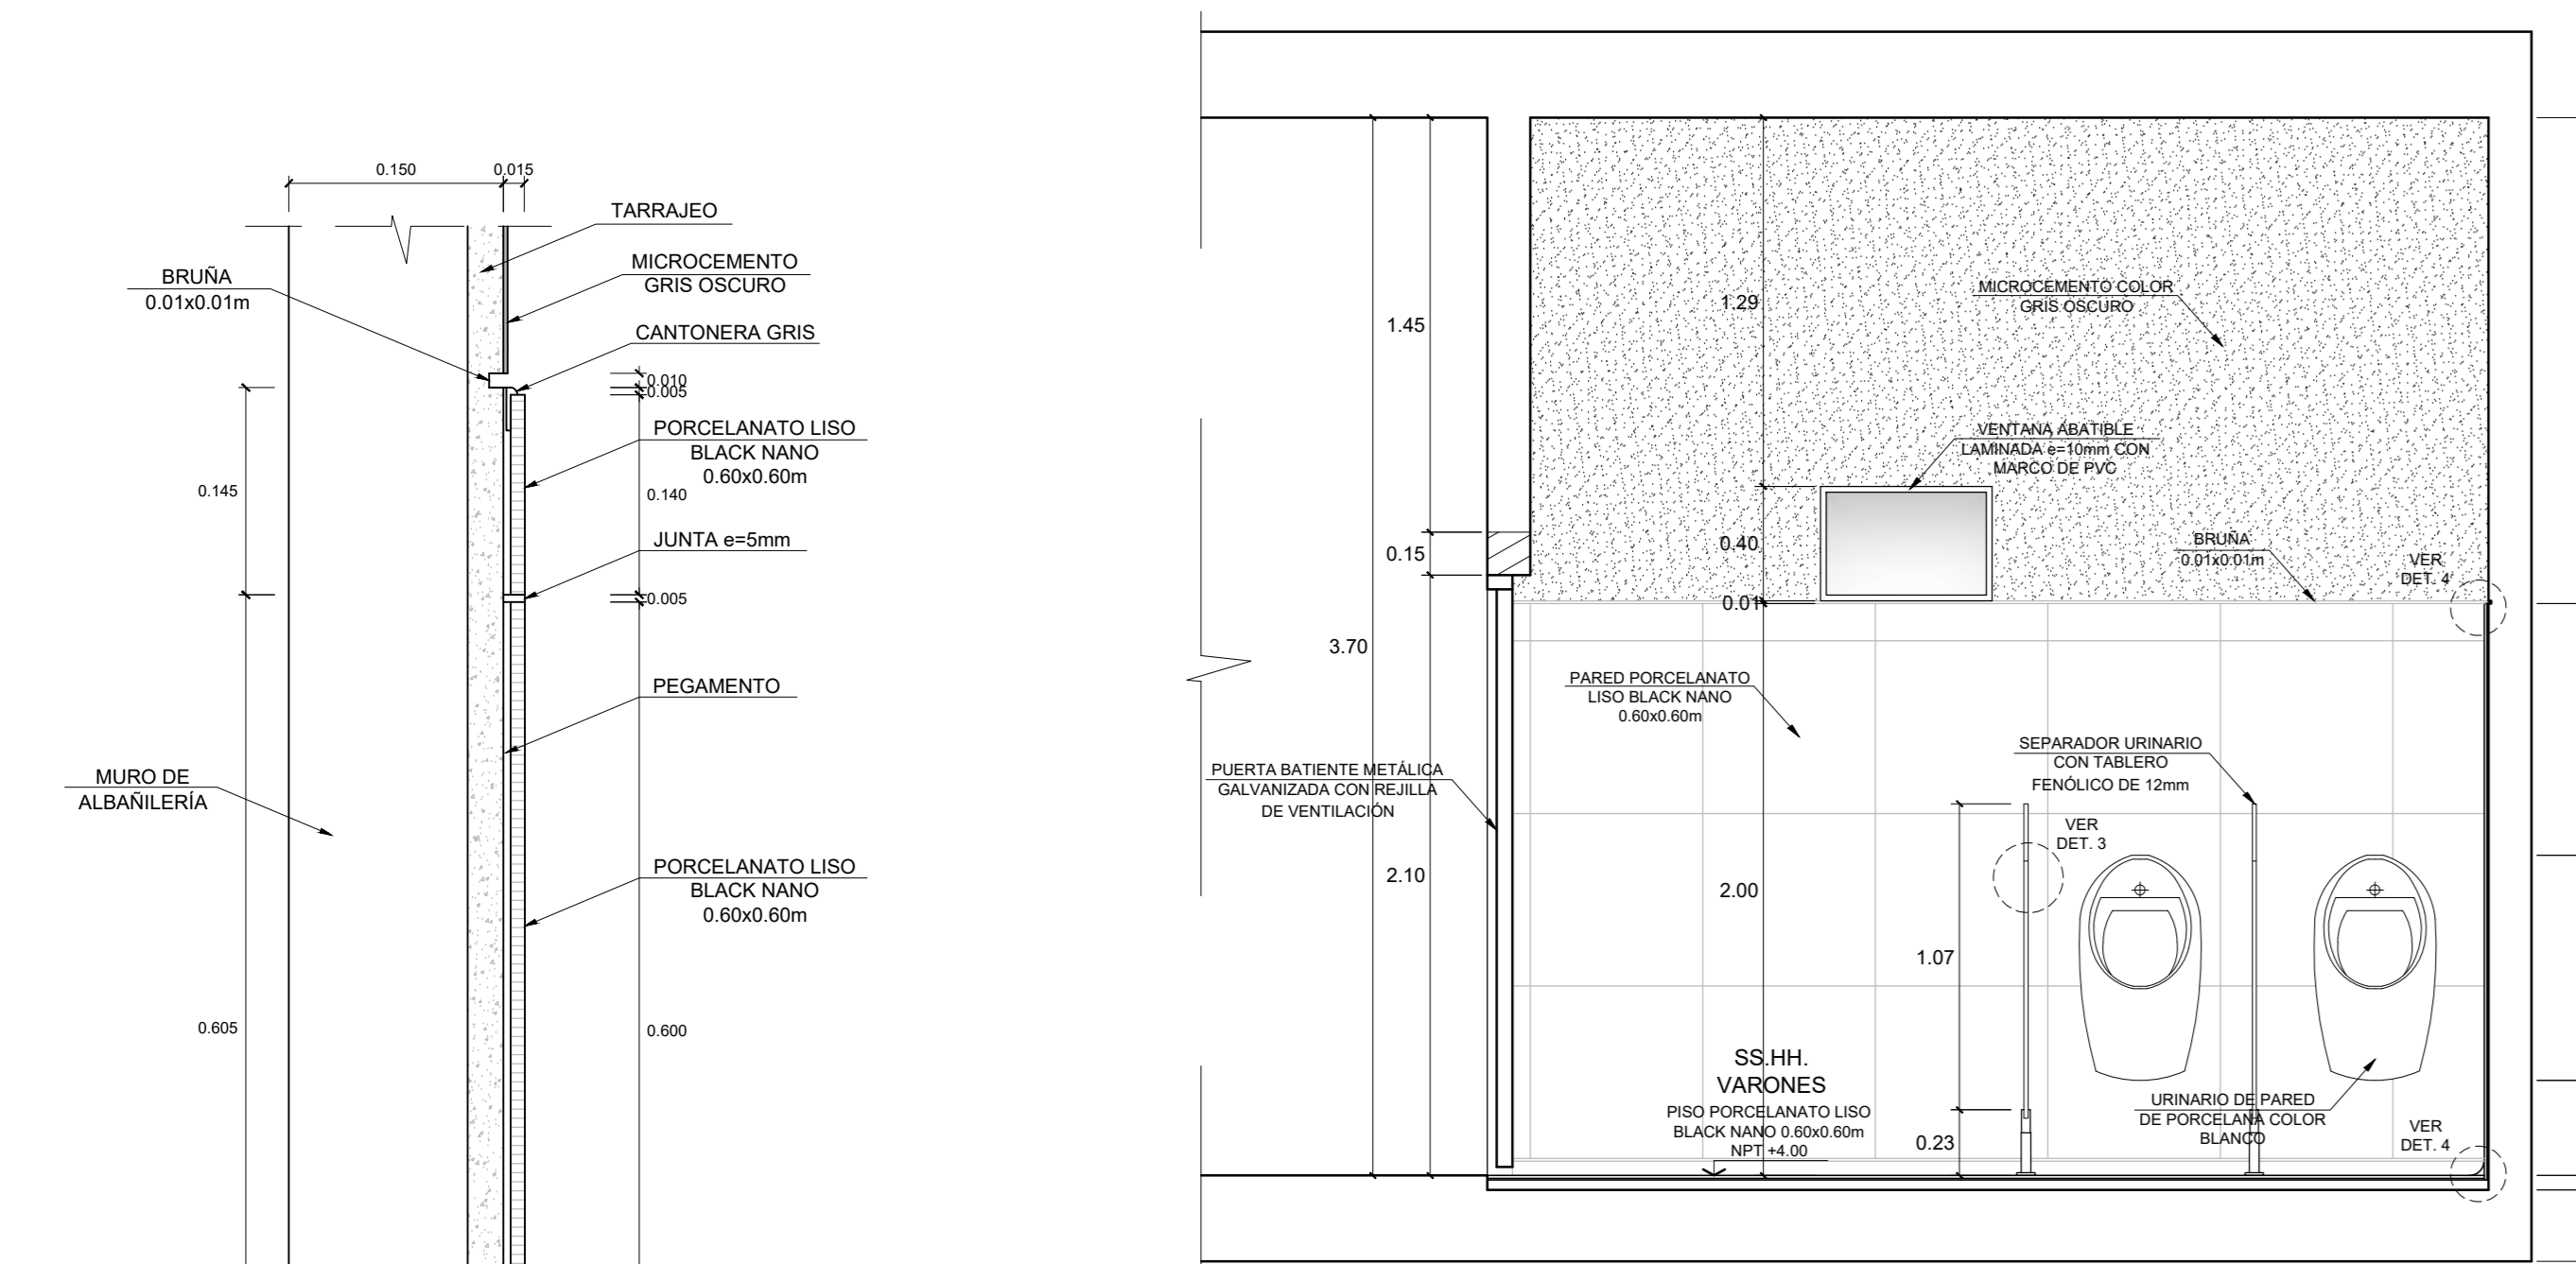 0.150
0.015
TARRAJEO
MICROCEMENTO
GRIS OSCURO
BRUÑA
0.01x0.01m
CANTONERA GRIS
0.010
0.005
PORCELANATO LISO
BLACK NANO
0.60x0.60m
0.145
0.140
JUNTA e=5mm
0.005
PEGAMENTO
MURO DE
ALBAÑILERÍA
PORCELANATO LISO
BLACK NANO
0.60x0.60m
0.605
0.600
1.45
1.29
MICROCEMENTO COLOR
GRIS OSCURO
VENTANA ABATIBLE
LAMINADA e=10mm CON
MARCO DE PVC
0.15
0.40
BRUÑA
0.01x0.01m
VER
DET. 4
0.01
3.70
PARED PORCELANATO
LISO BLACK NANO
0.60x0.60m
PUERTA BATIENTE METÁLICA
GALVANIZADA CON REJILLA
DE VENTILACIÓN
SEPARADOR URINARIO
CON TABLERO
FENÓLICO DE 12mm
VER
DET. 3
2.10
2.00
1.07
SS.HH.
VARONES
PISO PORCELANATO LISO
BLACK NANO 0.60x0.60m
NPT +4.00
0.23
URINARIO DE PARED
DE PORCELANA COLOR
BLANCO
VER
DET. 4